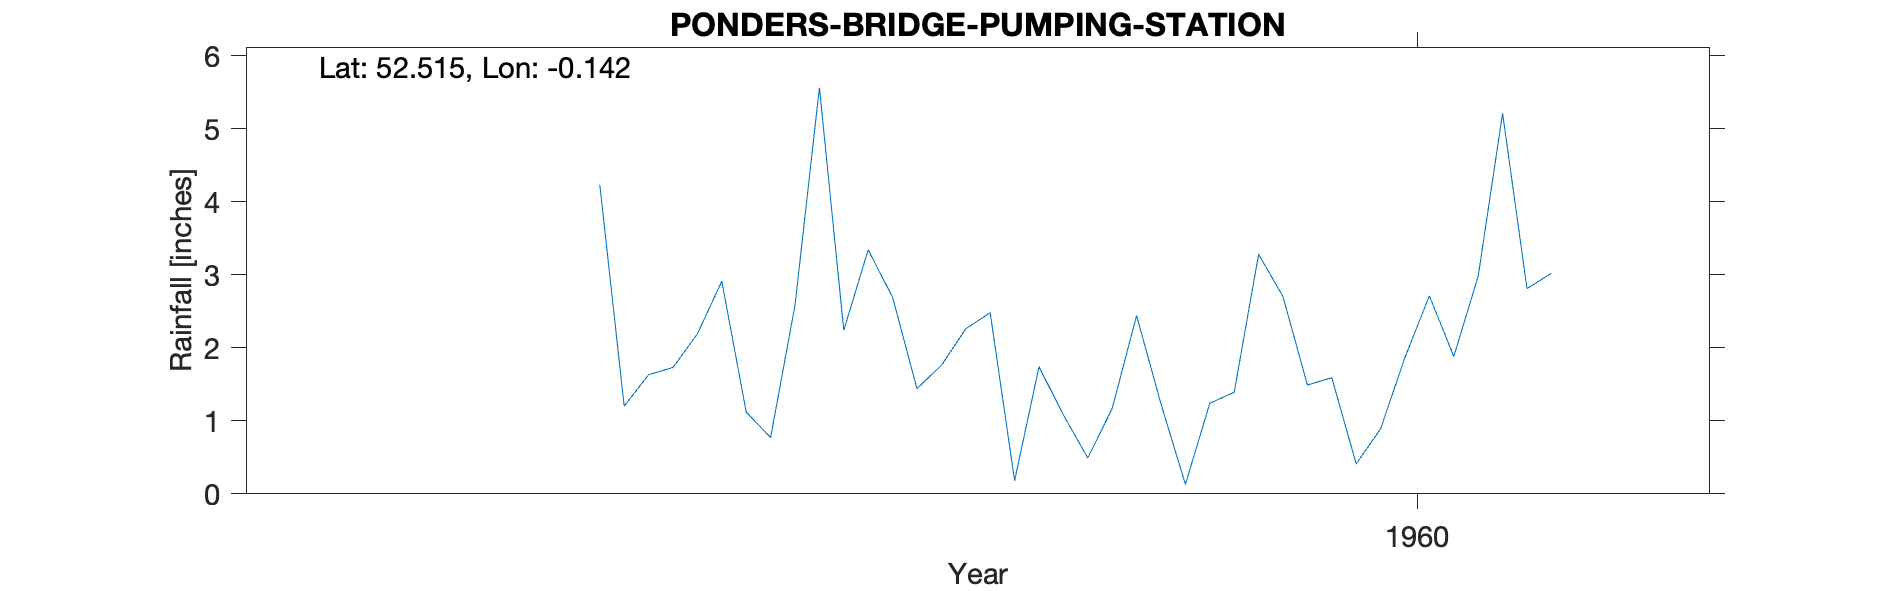 PONDERS-BRIDGE-PUMPING-STATION
Lat: 52.515, Lon: -0.142
6
5
4
3
2
1
0
Rainfall [inches]
1960
Year